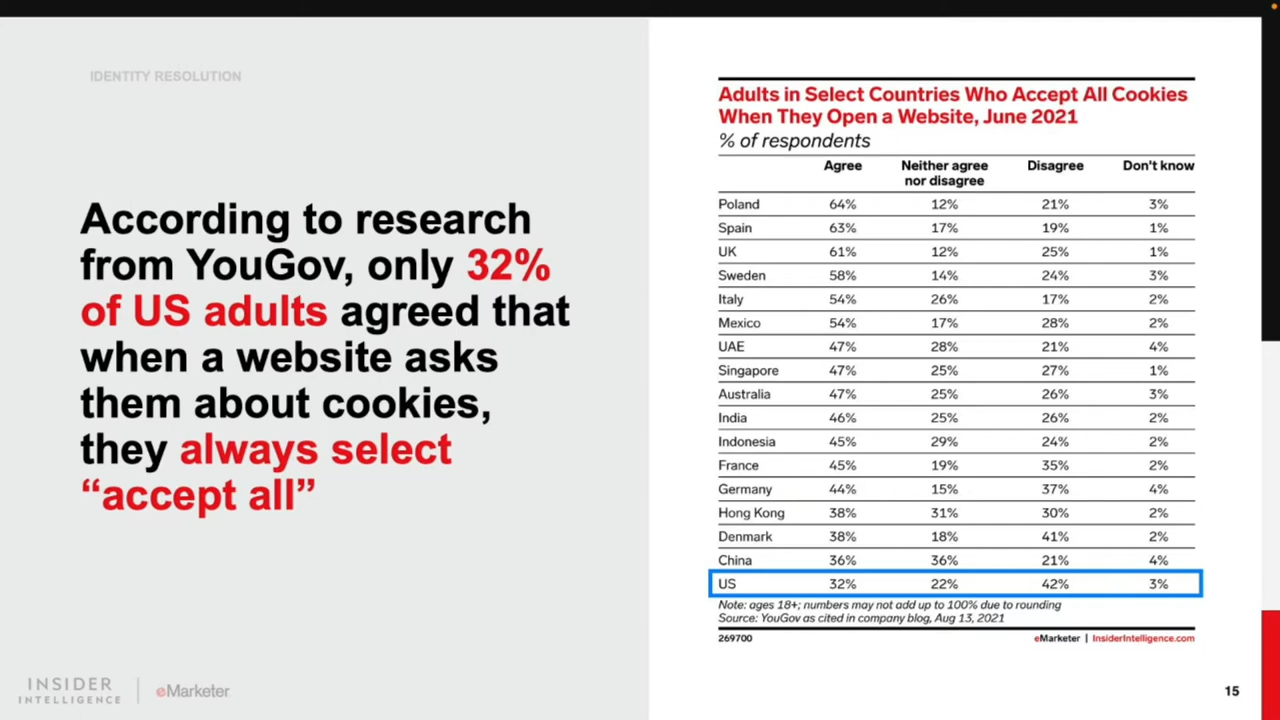 IDENTITY RESOLUTION
According to research
from YouGov, only 32%
of US adults agreed that
when a website asks
them about cookies,
they always select
“accept all”
Adults in Select Countries Who Accept All Cookies
When They Open a Website, June 2021
% of respondents
Agree Neither agree nor disagree Disagree Don't know
Poland 64% 12% 21% 3%
Spain 63% 17% 19% 1%
UK 61% 12% 25% 1%
Sweden 58% 14% 24% 3%
Italy 54% 26% 17% 2%
Mexico 54% 17% 28% 2%
UAE 47% 28% 21% 4%
Singapore 47% 25% 27% 1%
Australia 47% 25% 26% 3%
India 46% 25% 26% 2%
Indonesia 45% 29% 24% 2%
France 45% 19% 35% 2%
Germany 44% 15% 37% 4%
Hong Kong 38% 31% 30% 2%
Denmark 38% 18% 41% 2%
China 36% 36% 21% 4%
US 32% 22% 42% 3%
Note: ages 18+; numbers may not add up to 100% due to rounding
Source: YouGov as cited in company blog, Aug 13, 2021
269700 eMarketer | InsiderIntelligence.com
INSIDER
INTELLIGENCE
eMarketer
15